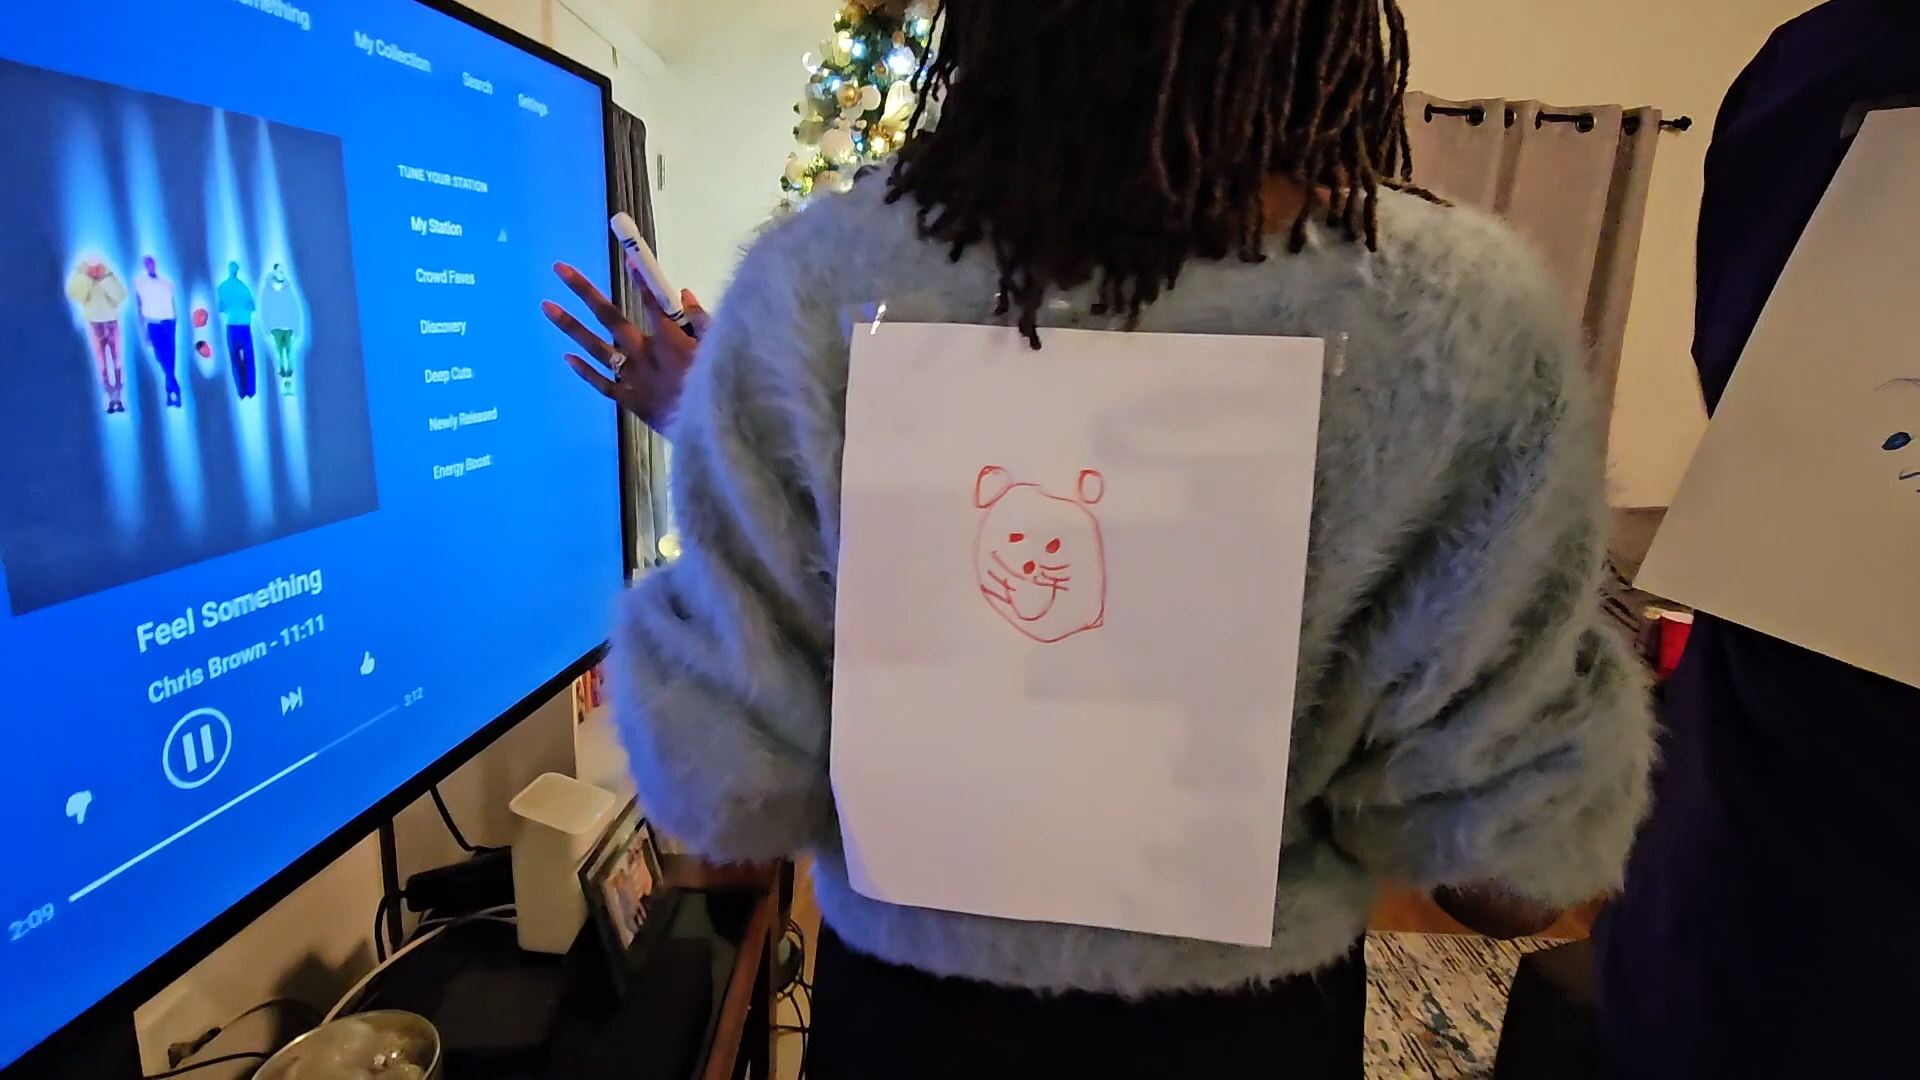 mething
My Collection
Search
Settings
TUNE YOUR STATION
My Station
Crowd Faves
Discovery
Deep Cuts
Newly Released
Energy Boost
Feel Something
Chris Brown - 11:11
2:09
3:12